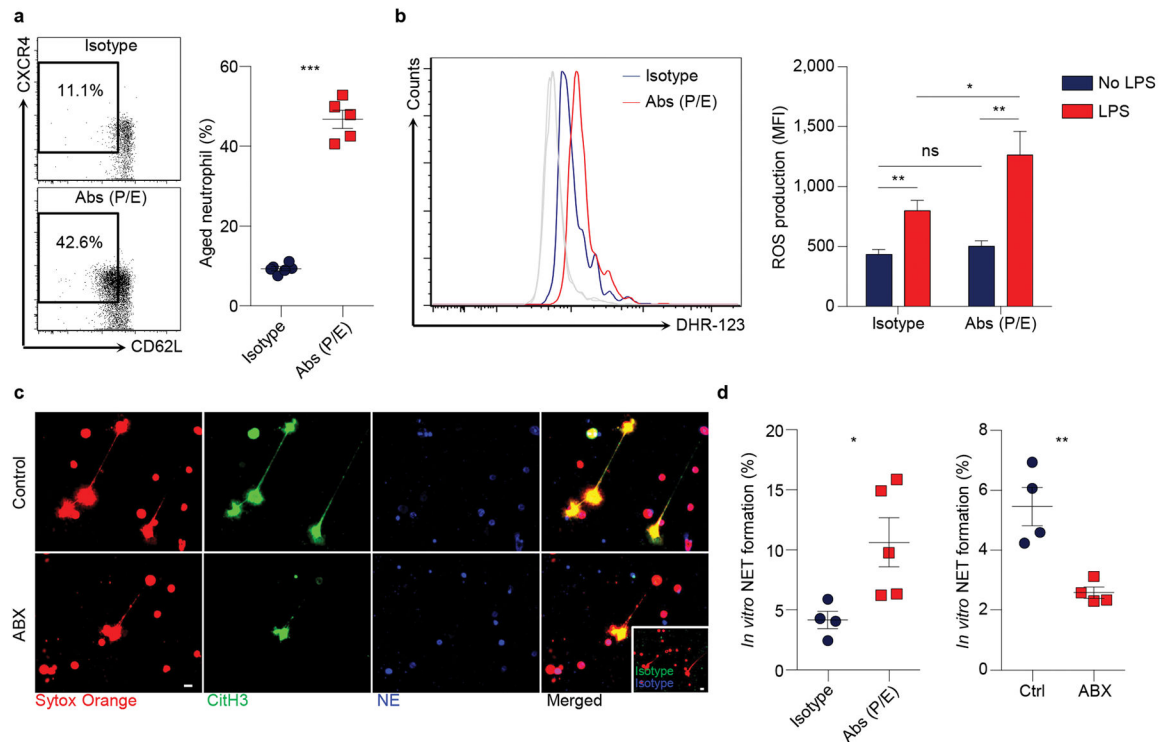 a
CXCR4
Isotype
11.1%
Abs (P/E)
42.6%
CD62L
Aged neutrophil (%)
60
40
20
0
***
Isotype
Abs (P/E)
b
Counts
Isotype
Abs (P/E)
DHR-123
ROS production (MFI)
2,000
1,500
1,000
500
0
No LPS
LPS
*
**
ns
**
Isotype
Abs (P/E)
c
Control
ABX
Isotype
Isotype
Sytox Orange
CitH3
NE
Merged
d
In vitro NET formation (%)
20
15
10
5
0
*
Isotype
Abs (P/E)
In vitro NET formation (%)
8
6
4
2
0
**
Ctrl
ABX